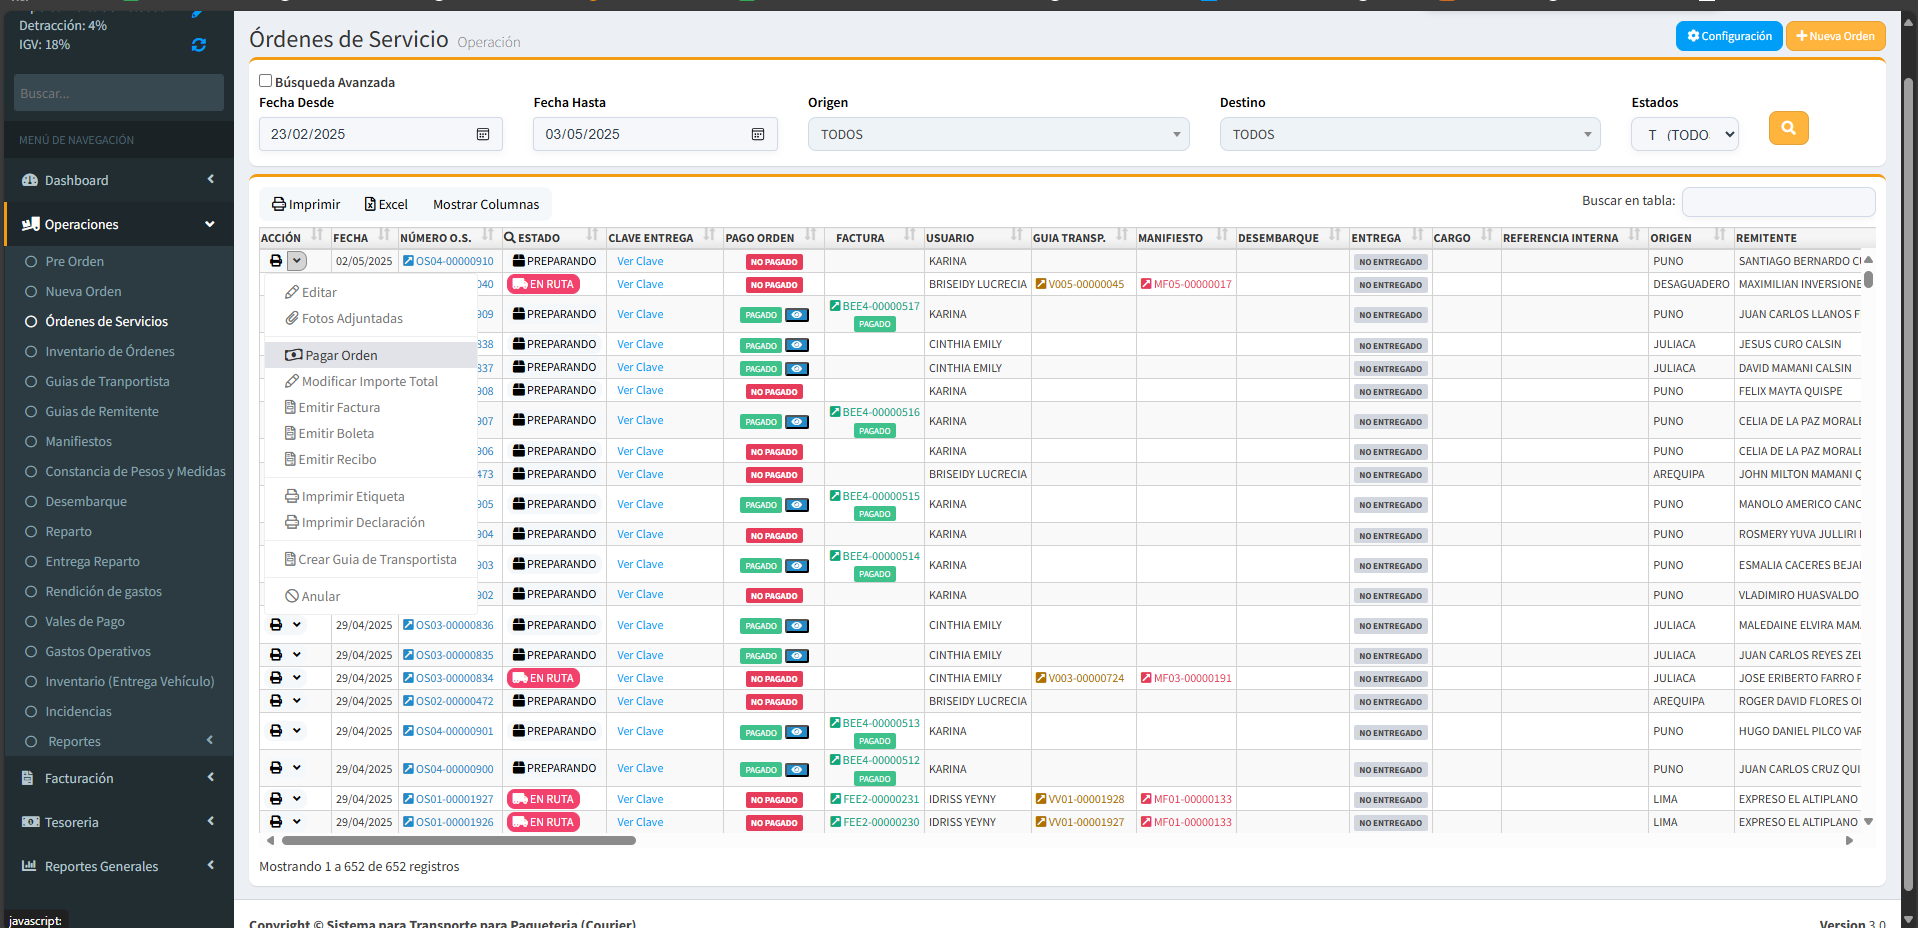 Detracción: 4%
IGV: 18%
Buscar...
MENÚ DE NAVEGACIÓN
Dashboard
Operaciones
Pre Orden
Nueva Orden
Órdenes de Servicios
Inventario de Órdenes
Guias de Tranportista
Guias de Remitente
Manifiestos
Constancia de Pesos y Medidas
Desembarque
Reparto
Entrega Reparto
Rendición de gastos
Vales de Pago
Gastos Operativos
Inventario (Entrega Vehículo)
Incidencias
Reportes
Facturación
Tesoreria
Reportes Generales
javascript:
Órdenes de Servicio Operación
Configuración
Nueva Orden
Búsqueda Avanzada
Fecha Desde Fecha Hasta Origen Destino Estados
23/02/2025 03/05/2025 TODOS TODOS T (TODO
Imprimir Excel Mostrar Columnas
Buscar en tabla:
ACCIÓN FECHA NÚMERO O.S. ESTADO CLAVE ENTREGA PAGO ORDEN FACTURA USUARIO GUIA TRANSP. MANIFIESTO DESEMBARQUE ENTREGA CARGO REFERENCIA INTERNA ORIGEN REMITENTE
02/05/2025 OS04-00000910 PREPARANDO Ver Clave NO PAGADO KARINA NO ENTREGADO PUNO SANTIAGO BERNARDO
040 EN RUTA Ver Clave NO PAGADO BRISEIDY LUCRECIA V005-00000045 MF05-00000017 NO ENTREGADO DESAGUADERO MAXIMILIAN INVERSIONE
909 PREPARANDO Ver Clave PAGADO BEE4-00000517 PAGADO KARINA NO ENTREGADO PUNO JUAN CARLOS LLANOS F
838 PREPARANDO Ver Clave PAGADO CINTHIA EMILY NO ENTREGADO JULIACA JESUS CURO CALSIN
837 PREPARANDO Ver Clave PAGADO CINTHIA EMILY NO ENTREGADO JULIACA DAVID MAMANI CALSIN
908 PREPARANDO Ver Clave NO PAGADO KARINA NO ENTREGADO PUNO FELIX MAYTA QUISPE
907 PREPARANDO Ver Clave PAGADO BEE4-00000516 PAGADO KARINA NO ENTREGADO PUNO CELIA DE LA PAZ MORALE
906 PREPARANDO Ver Clave NO PAGADO KARINA NO ENTREGADO PUNO CELIA DE LA PAZ MORALE
473 PREPARANDO Ver Clave NO PAGADO BRISEIDY LUCRECIA NO ENTREGADO AREQUIPA JOHN MILTON MAMANI Q
905 PREPARANDO Ver Clave PAGADO BEE4-00000515 PAGADO KARINA NO ENTREGADO PUNO MANOLO AMERICO CANC
904 PREPARANDO Ver Clave NO PAGADO KARINA NO ENTREGADO PUNO ROSMERY YUVA JULLIRI
903 PREPARANDO Ver Clave PAGADO BEE4-00000514 PAGADO KARINA NO ENTREGADO PUNO ESMALIA CACERES BEJA
902 PREPARANDO Ver Clave NO PAGADO KARINA NO ENTREGADO PUNO VLADIMIRO HUASVALDO
29/04/2025 OS03-00000836 PREPARANDO Ver Clave PAGADO CINTHIA EMILY NO ENTREGADO JULIACA MALEDAINE ELVIRA MAM
29/04/2025 OS03-00000835 PREPARANDO Ver Clave PAGADO CINTHIA EMILY NO ENTREGADO JULIACA JUAN CARLOS REYES ZEL
29/04/2025 OS03-00000834 EN RUTA Ver Clave NO PAGADO CINTHIA EMILY V003-00000724 MF03-00000191 NO ENTREGADO JULIACA JOSE ERIBERTO FARRO
29/04/2025 OS02-00000472 PREPARANDO Ver Clave NO PAGADO BRISEIDY LUCRECIA NO ENTREGADO AREQUIPA ROGER DAVID FLORES
29/04/2025 OS04-00000901 PREPARANDO Ver Clave PAGADO BEE4-00000513 PAGADO KARINA NO ENTREGADO PUNO HUGO DANIEL PILCO VAR
29/04/2025 OS04-00000900 PREPARANDO Ver Clave PAGADO BEE4-00000512 PAGADO KARINA NO ENTREGADO PUNO JUAN CARLOS CRUZ QUI
29/04/2025 OS01-00001927 EN RUTA Ver Clave NO PAGADO FEE2-00000231 IDRISS YEYNY VV01-00001928 MF01-00000133 NO ENTREGADO LIMA EXPRESO EL ALTIPLANO
29/04/2025 OS01-00001926 EN RUTA Ver Clave NO PAGADO FEE2-00000230 IDRISS YEYNY VV01-00001927 MF01-00000133 NO ENTREGADO LIMA EXPRESO EL ALTIPLANO
Editar
Fotos Adjuntadas
Pagar Orden
Modificar Importe Total
Emitir Factura
Emitir Boleta
Emitir Recibo
Imprimir Etiqueta
Imprimir Declaración
Crear Guia de Transportista
Anular
Mostrando 1 a 652 de 652 registros
Copyright © Sistema para Transporte para Paqueteria (Courier)
Version 3.0